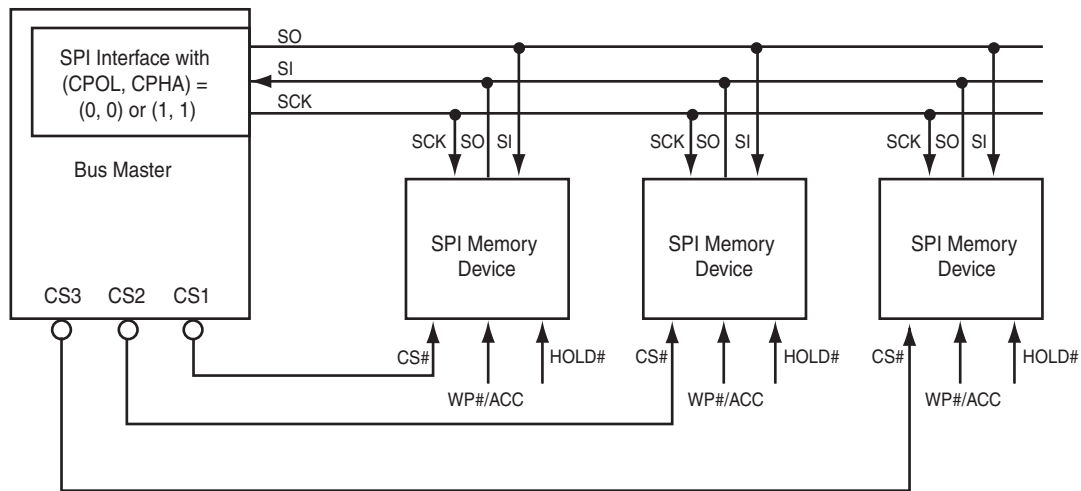 SO
SPI Interface with
(CPOL, CPHA) =
(0, 0) or (1, 1)
SI
SCK
Bus Master
SCK SO SI
SCK SO SI
SCK SO SI
SPI Memory
Device
SPI Memory
Device
SPI Memory
Device
CS3 CS2 CS1
CS#
HOLD#
WP#/ACC
CS#
HOLD#
WP#/ACC
CS#
HOLD#
WP#/ACC